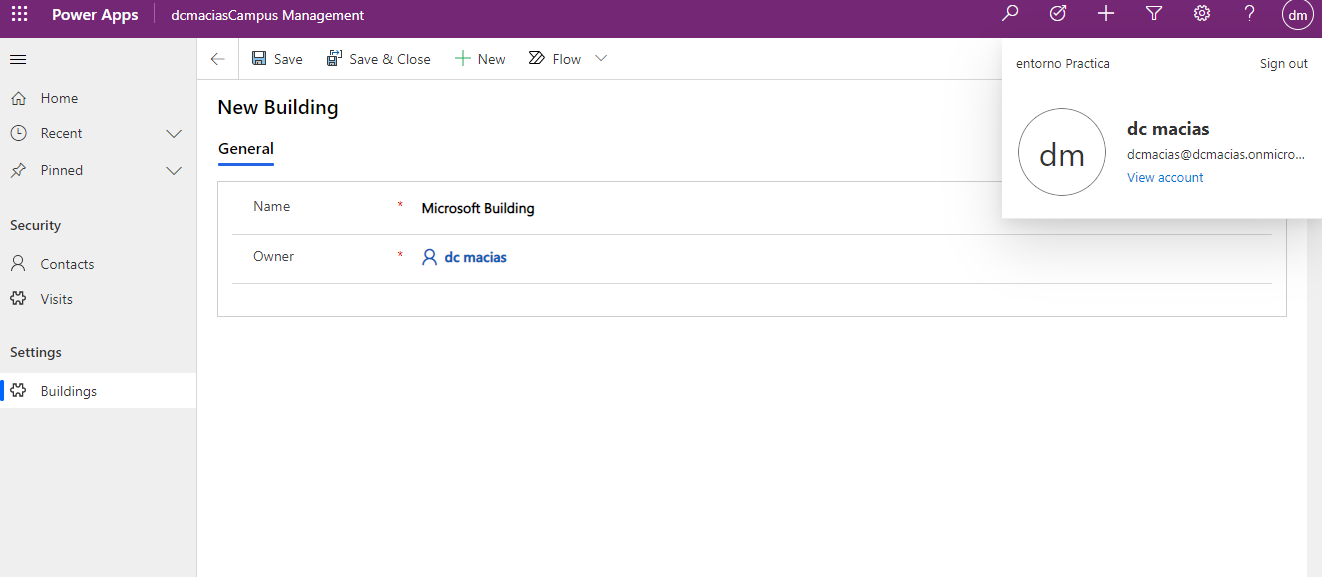 Power Apps dcmaciasCampus Management dm
Save Save & Close New Flow
entorno Practica Sign out
Home
Recent
Pinned
Security
Contacts
Visits
Settings
Buildings
New Building
General
Name * Microsoft Building
Owner * dc macias
dm
dc macias
dcmacias@dcmacias.onmicro...
View account